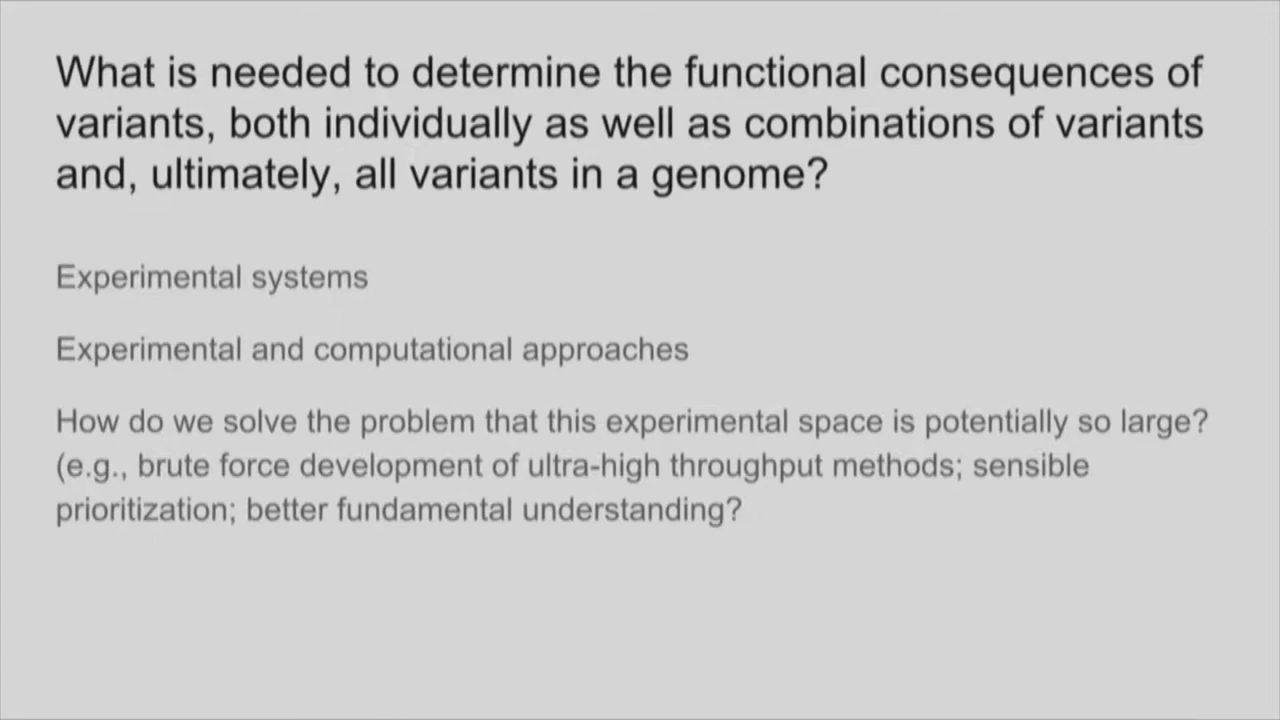 What is needed to determine the functional consequences of
variants, both individually as well as combinations of variants
and, ultimately, all variants in a genome?
Experimental systems
Experimental and computational approaches
How do we solve the problem that this experimental space is potentially so large?
(e.g., brute force development of ultra-high throughput methods; sensible
prioritization; better fundamental understanding?